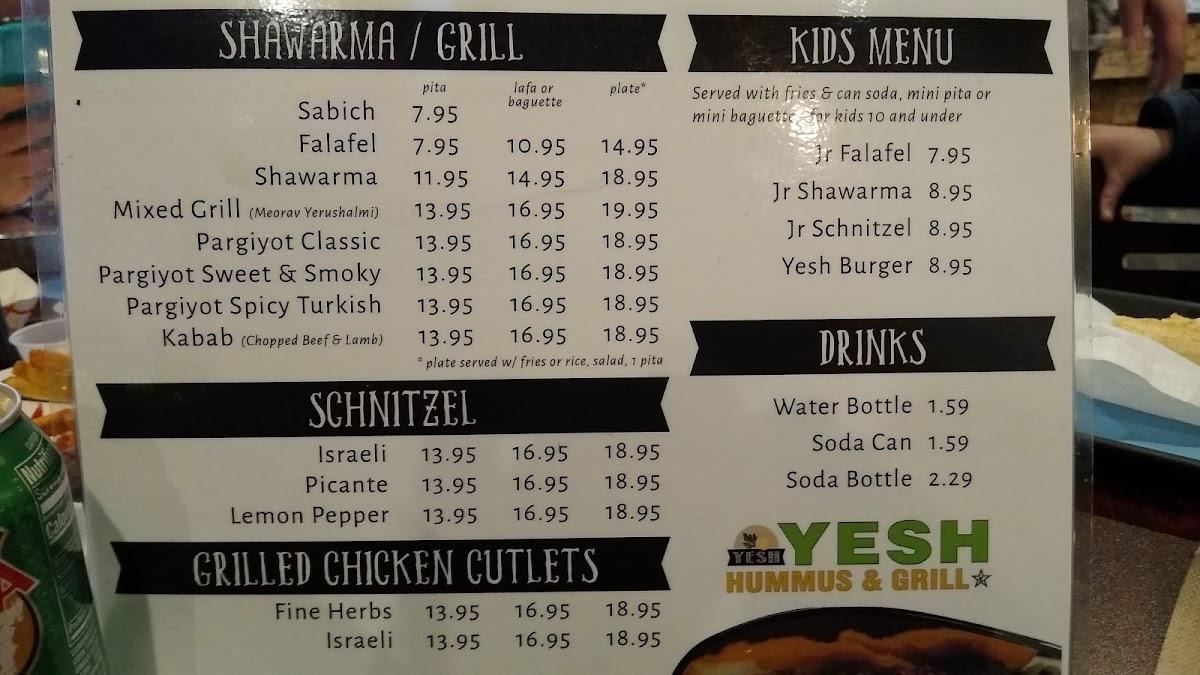 SHAWARMA / GRILL
pita lafa or baguette plate*
Sabich 7.95
Falafel 7.95 10.95 14.95
Shawarma 11.95 14.95 18.95
Mixed Grill (Meorav Yerushalmi) 13.95 16.95 19.95
Pargiyot Classic 13.95 16.95 18.95
Pargiyot Sweet & Smoky 13.95 16.95 18.95
Pargiyot Spicy Turkish 13.95 16.95 18.95
Kabab (Chopped Beef & Lamb) 13.95 16.95 18.95
* plate served w/ fries or rice, salad, 1 pita
SCHNITZEL
Israeli 13.95 16.95 18.95
Picante 13.95 16.95 18.95
Lemon Pepper 13.95 16.95 18.95
GRILLED CHICKEN CUTLETS
Fine Herbs 13.95 16.95 18.95
Israeli 13.95 16.95 18.95
KIDS MENU
Served with fries & can soda, mini pita or
mini baguette - for kids 10 and under
Jr Falafel 7.95
Jr Shawarma 8.95
Jr Schnitzel 8.95
Yesh Burger 8.95
DRINKS
Water Bottle 1.59
Soda Can 1.59
Soda Bottle 2.29
YESH
YESH
HUMMUS & GRILL